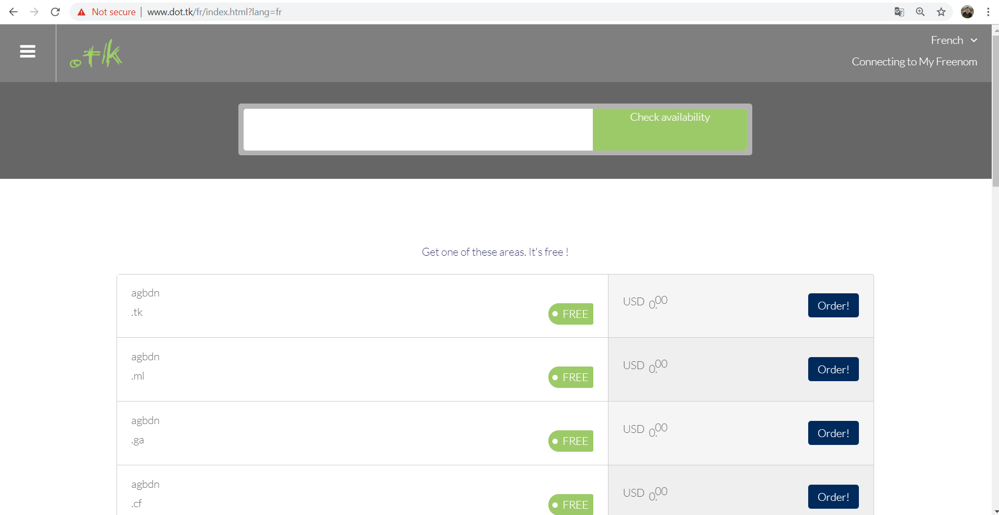 Not secure | www.dot.tk/fr/index.html?lang=fr
.tk
French
Connecting to My Freenom
Check availability
Get one of these areas. It's free !
agbdn
.tk
FREE
USD 0.00
Order!
agbdn
.ml
FREE
USD 0.00
Order!
agbdn
.ga
FREE
USD 0.00
Order!
agbdn
.cf
FREE
USD 0.00
Order!